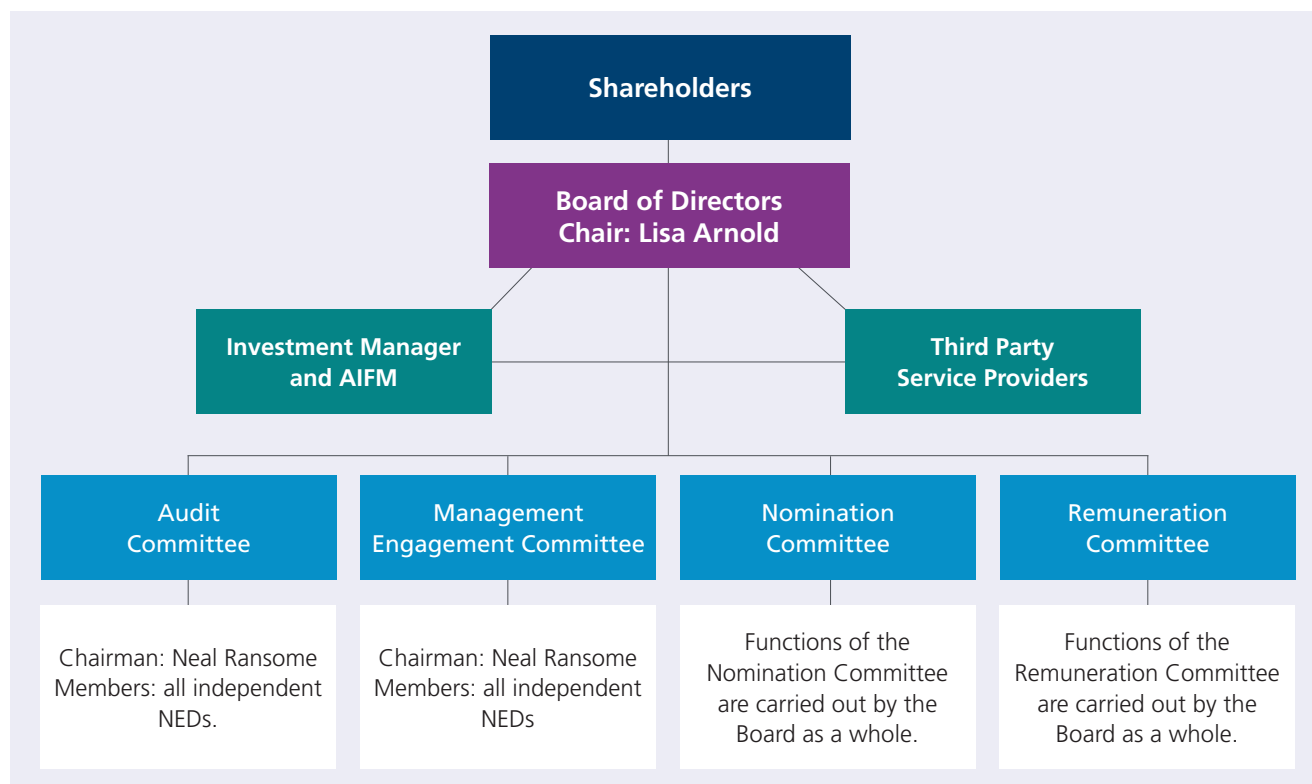 Shareholders
Board of Directors
Chair: Lisa Arnold
Investment Manager
and AIFM
Third Party
Service Providers
Audit
Committee
Management
Engagement Committee
Nomination
Committee
Remuneration
Committee
Chairman: Neal Ransome
Members: all independent
NEDs.
Chairman: Neal Ransome
Members: all independent
NEDs
Functions of the
Nomination Committee
are carried out by the
Board as a whole.
Functions of the
Remuneration Committee
are carried out by the
Board as a whole.